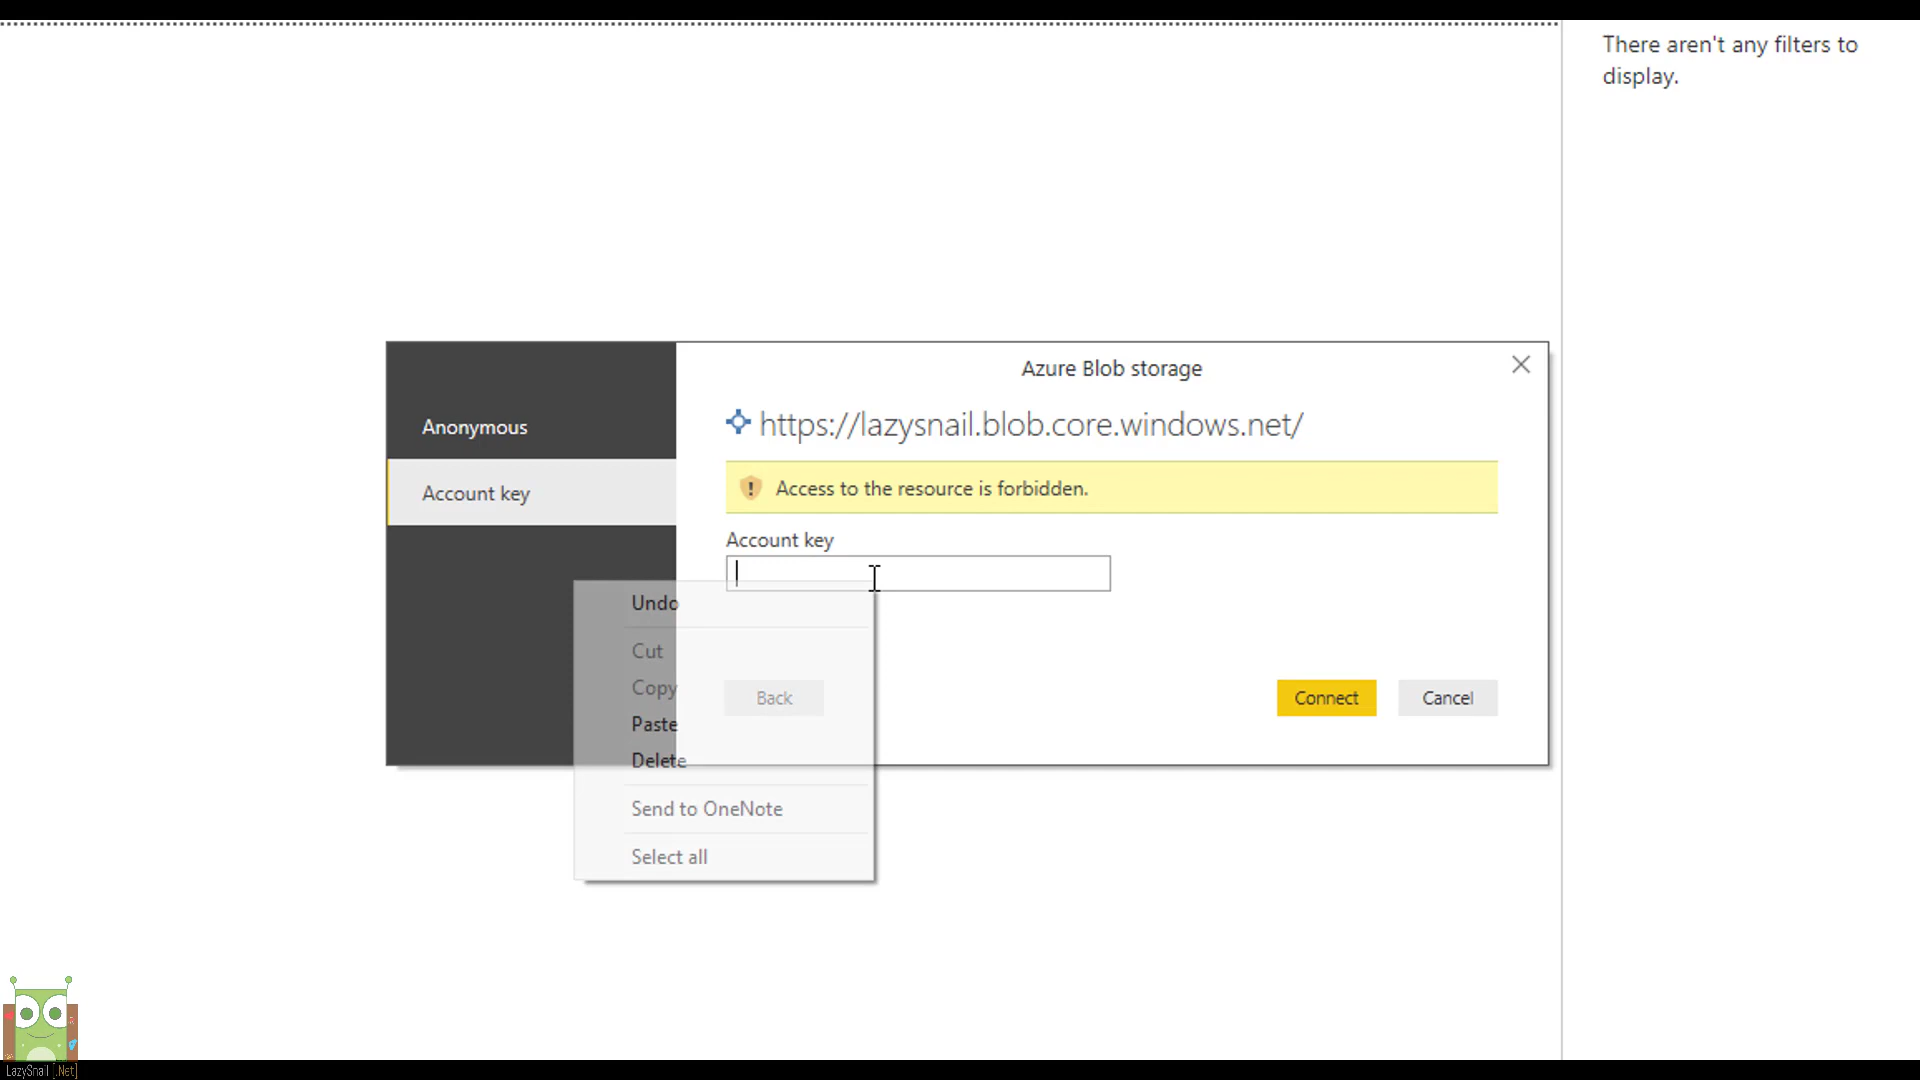 There aren't any filters to
display.
Azure Blob storage
Anonymous
Account key
https://lazysnail.blob.core.windows.net/
Access to the resource is forbidden.
Account key
Undo
Cut
Copy
Paste
Delete
Send to OneNote
Select all
Back
Connect
Cancel
LazySnail [.Net]